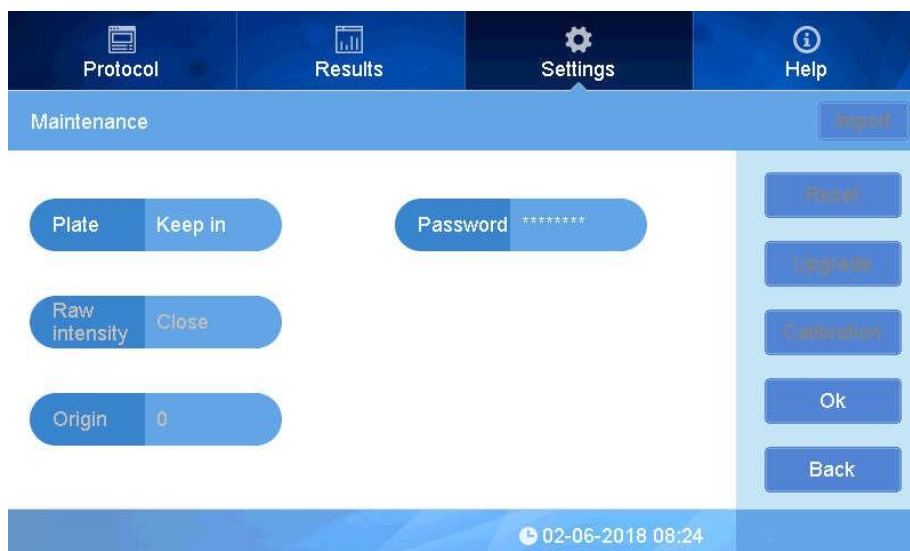 Protocol
Results
Settings
Help
Maintenance
Import
Plate
Keep in
Password
********
Reset
Upgrade
Raw
intensity
Close
Calibration
Origin
0
Ok
Back
02-06-2018 08:24